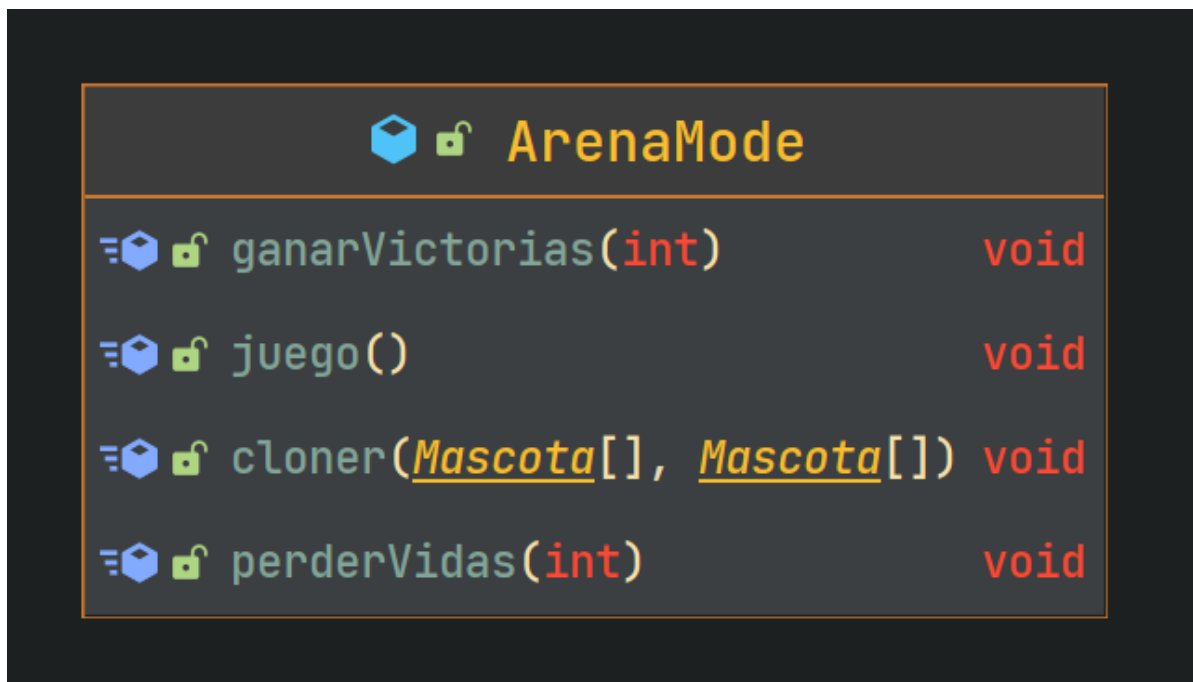 ArenaMode
ganarVictorias(int) void
juego() void
cloner(Mascota[], Mascota[]) void
perderVidas(int) void